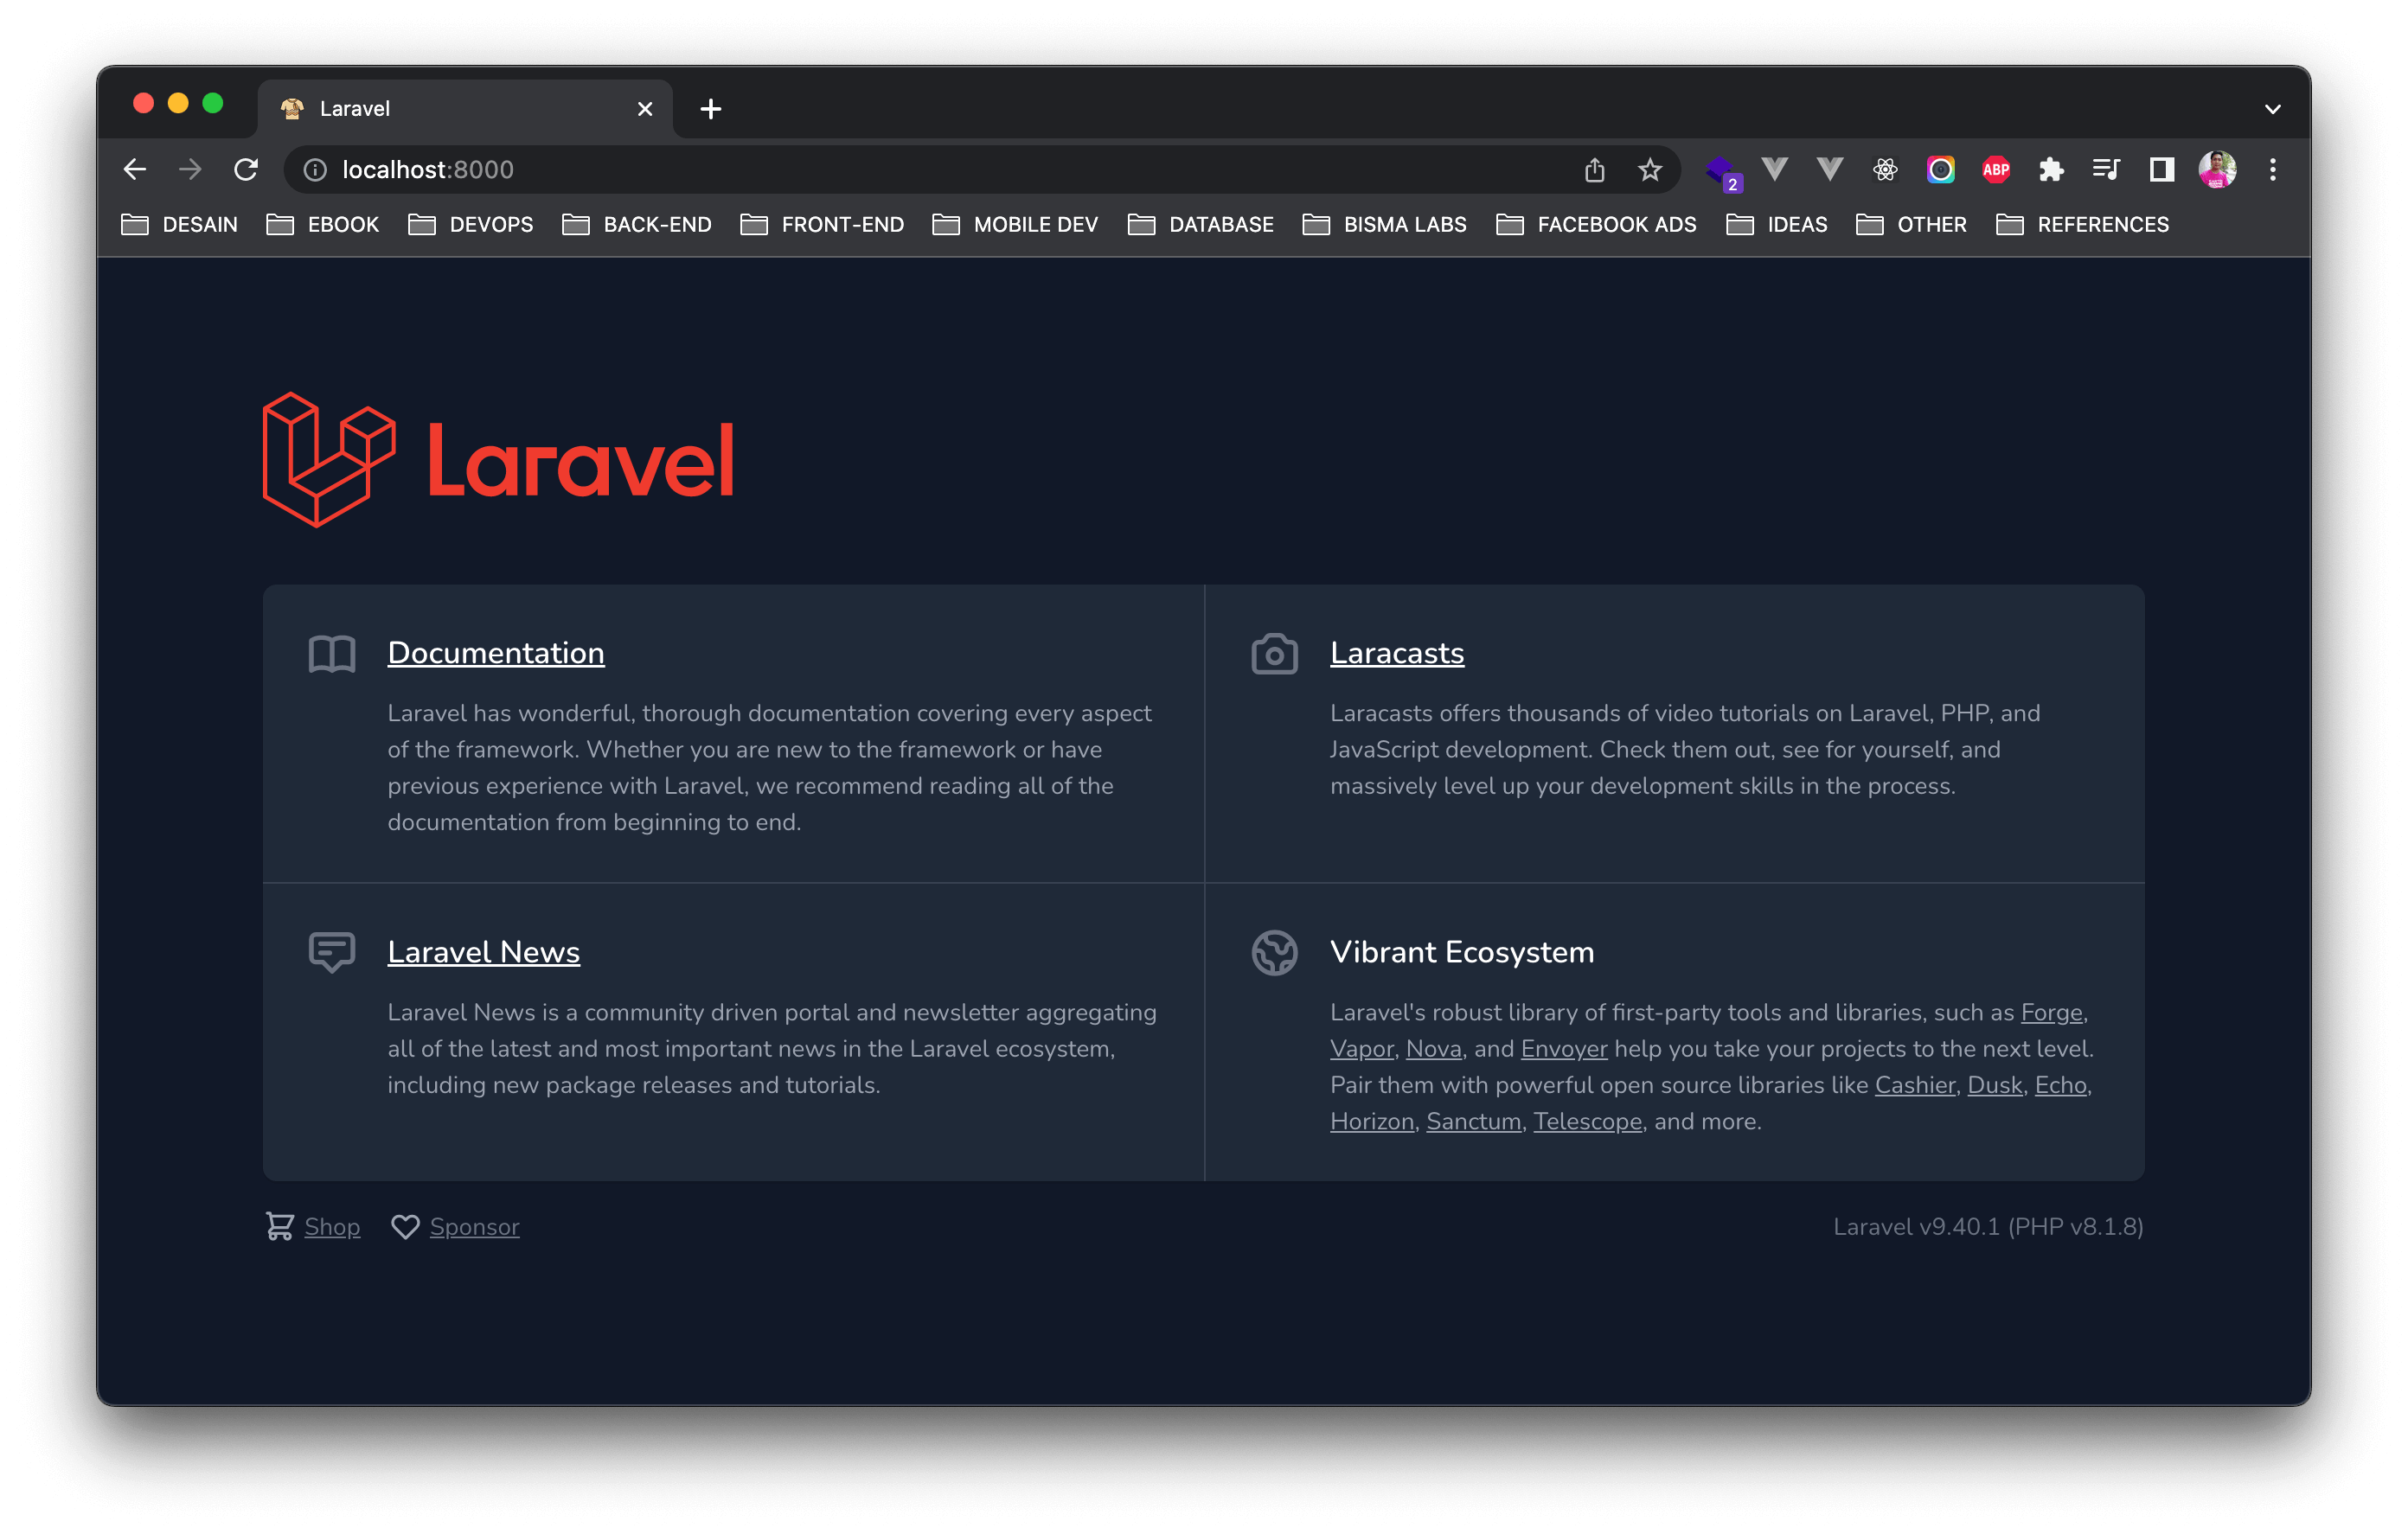 Laravel
localhost:8000
2
ABP
DESAIN EBOOK DEVOPS BACK-END FRONT-END MOBILE DEV DATABASE BISMA LABS FACEBOOK ADS IDEAS OTHER REFERENCES
Laravel
Documentation
Laravel has wonderful, thorough documentation covering every aspect
of the framework. Whether you are new to the framework or have
previous experience with Laravel, we recommend reading all of the
documentation from beginning to end.
Laracasts
Laracasts offers thousands of video tutorials on Laravel, PHP, and
JavaScript development. Check them out, see for yourself, and
massively level up your development skills in the process.
Laravel News
Laravel News is a community driven portal and newsletter aggregating
all of the latest and most important news in the Laravel ecosystem,
including new package releases and tutorials.
Vibrant Ecosystem
Laravel's robust library of first-party tools and libraries, such as Forge,
Vapor, Nova, and Envoyer help you take your projects to the next level.
Pair them with powerful open source libraries like Cashier, Dusk, Echo,
Horizon, Sanctum, Telescope, and more.
Shop Sponsor
Laravel v9.40.1 (PHP v8.1.8)